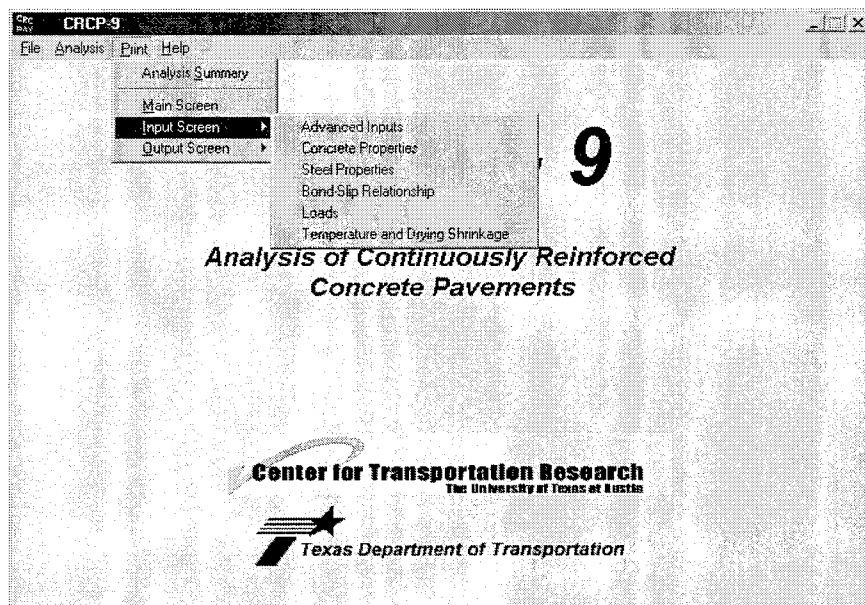 CRC
PAV
CRCP-9
File Analysis Print Help
Analysis Summary
Main Screen
Input Screen
Output Screen
Advanced Inputs
Concrete Properties
Steel Properties
Bond-Slip Relationship
Loads
Temperature and Drying Shrinkage
9
Analysis of Continuously Reinforced
Concrete Pavements
Center for Transportation Research
The University of Texas at Austin
Texas Department of Transportation